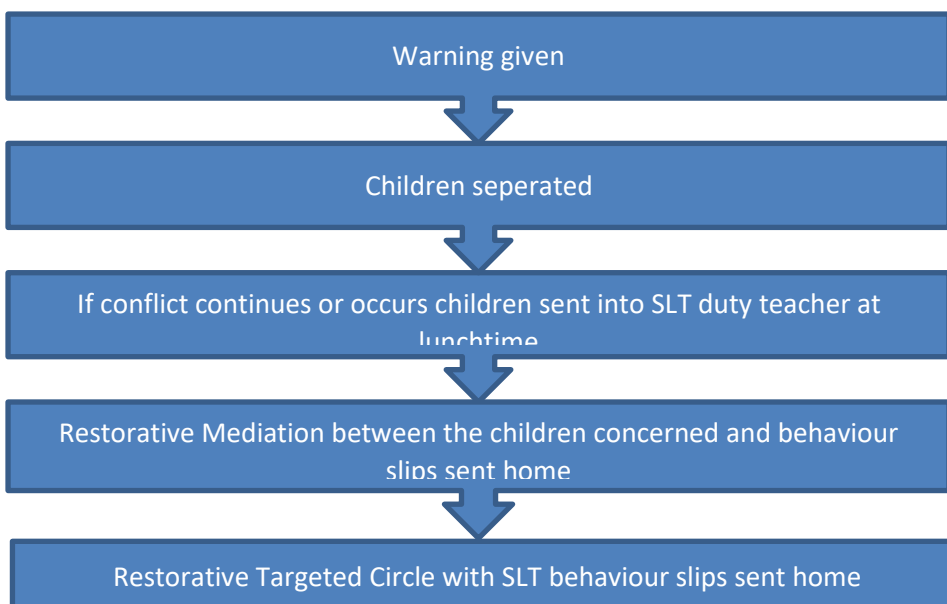 Warning given
Children seperated
If conflict continues or occurs children sent into SLT duty teacher at
lunchtime
Restorative Mediation between the children concerned and behaviour
slips sent home
Restorative Targeted Circle with SLT behaviour slips sent home